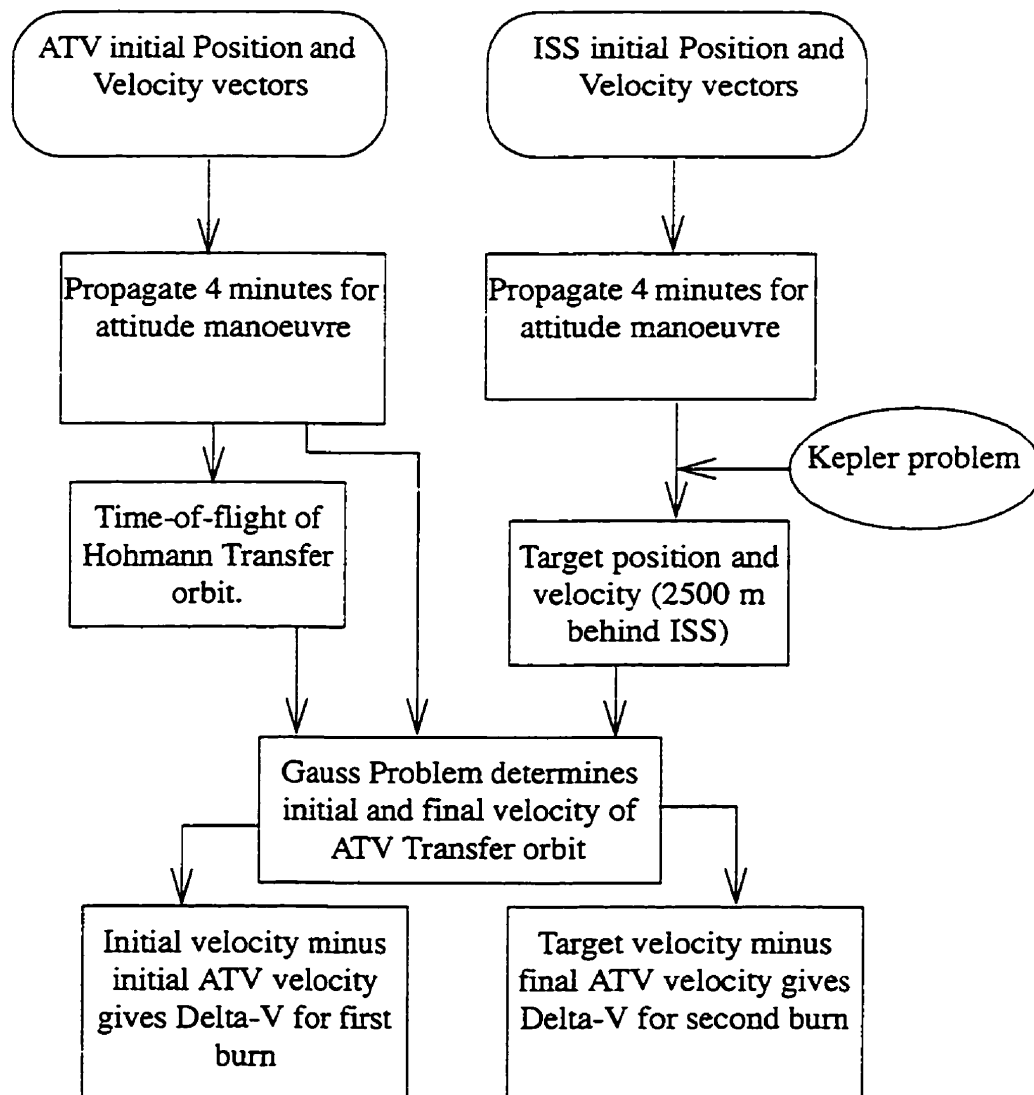 ATV initial Position and
Velocity vectors
ISS initial Position and
Velocity vectors
Propagate 4 minutes for
attitude manoeuvre
Propagate 4 minutes for
attitude manoeuvre
Kepler problem
Time-of-flight of
Hohmann Transfer
orbit.
Target position and
velocity (2500 m
behind ISS)
Gauss Problem determines
initial and final velocity of
ATV Transfer orbit
Initial velocity minus
initial ATV velocity
gives Delta-V for first
burn
Target velocity minus
final ATV velocity gives
Delta-V for second burn